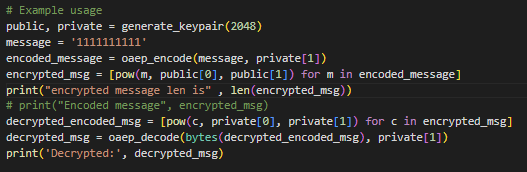 # Example usage
public, private = generate_keypair(2048)
message = '1111111111'
encoded_message = oaep_encode(message, private[1])
encrypted_msg = [pow(m, public[0], public[1]) for m in encoded_message]
print("encrypted message len is" , len(encrypted_msg))
# print("Encoded message", encrypted_msg)
decrypted_encoded_msg = [pow(c, private[0], private[1]) for c in encrypted_msg]
decrypted_msg = oaep_decode(bytes(decrypted_encoded_msg), private[1])
print('Decrypted:', decrypted_msg)